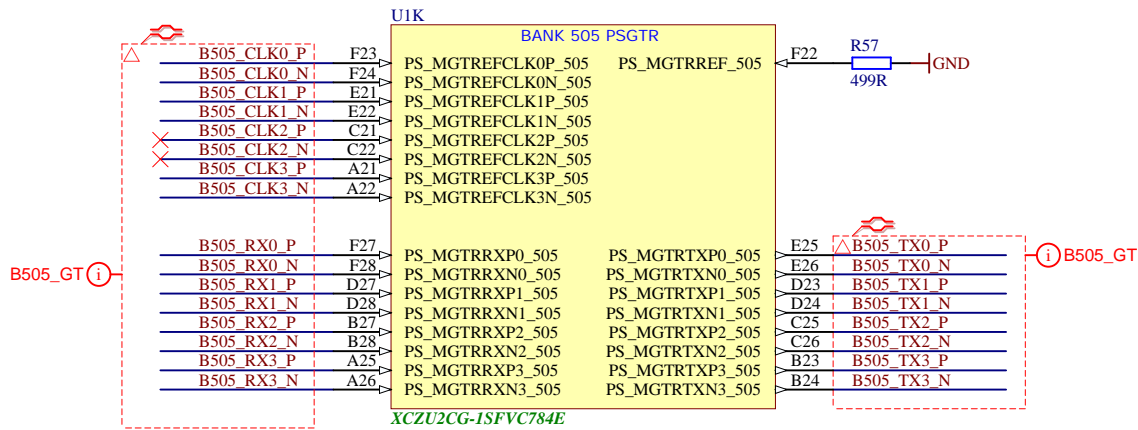 U1K
BANK 505 PSGTR
B505_CLK0_P F23 PS_MGTREFCLK0P_505 PS_MGTRREF_505 F22 R57 GND
499R
B505_CLK0_N F24 PS_MGTREFCLK0N_505
B505_CLK1_P E21 PS_MGTREFCLK1P_505
B505_CLK1_N E22 PS_MGTREFCLK1N_505
B505_CLK2_P C21 PS_MGTREFCLK2P_505
B505_CLK2_N C22 PS_MGTREFCLK2N_505
B505_CLK3_P A21 PS_MGTREFCLK3P_505
B505_CLK3_N A22 PS_MGTREFCLK3N_505
B505_RX0_P F27 PS_MGTRRXP0_505 PS_MGTRTXP0_505 E25 B505_TX0_P
B505_GT i B505_RX0_N F28 PS_MGTRRXN0_505 PS_MGTRTXN0_505 E26 B505_TX0_N i B505_GT
B505_RX1_P D27 PS_MGTRRXP1_505 PS_MGTRTXP1_505 D23 B505_TX1_P
B505_RX1_N D28 PS_MGTRRXN1_505 PS_MGTRTXN1_505 D24 B505_TX1_N
B505_RX2_P B27 PS_MGTRRXP2_505 PS_MGTRTXP2_505 C25 B505_TX2_P
B505_RX2_N B28 PS_MGTRRXN2_505 PS_MGTRTXN2_505 C26 B505_TX2_N
B505_RX3_P A25 PS_MGTRRXP3_505 PS_MGTRTXP3_505 B23 B505_TX3_P
B505_RX3_N A26 PS_MGTRRXN3_505 PS_MGTRTXN3_505 B24 B505_TX3_N
XCZU2CG-1SFVC784E